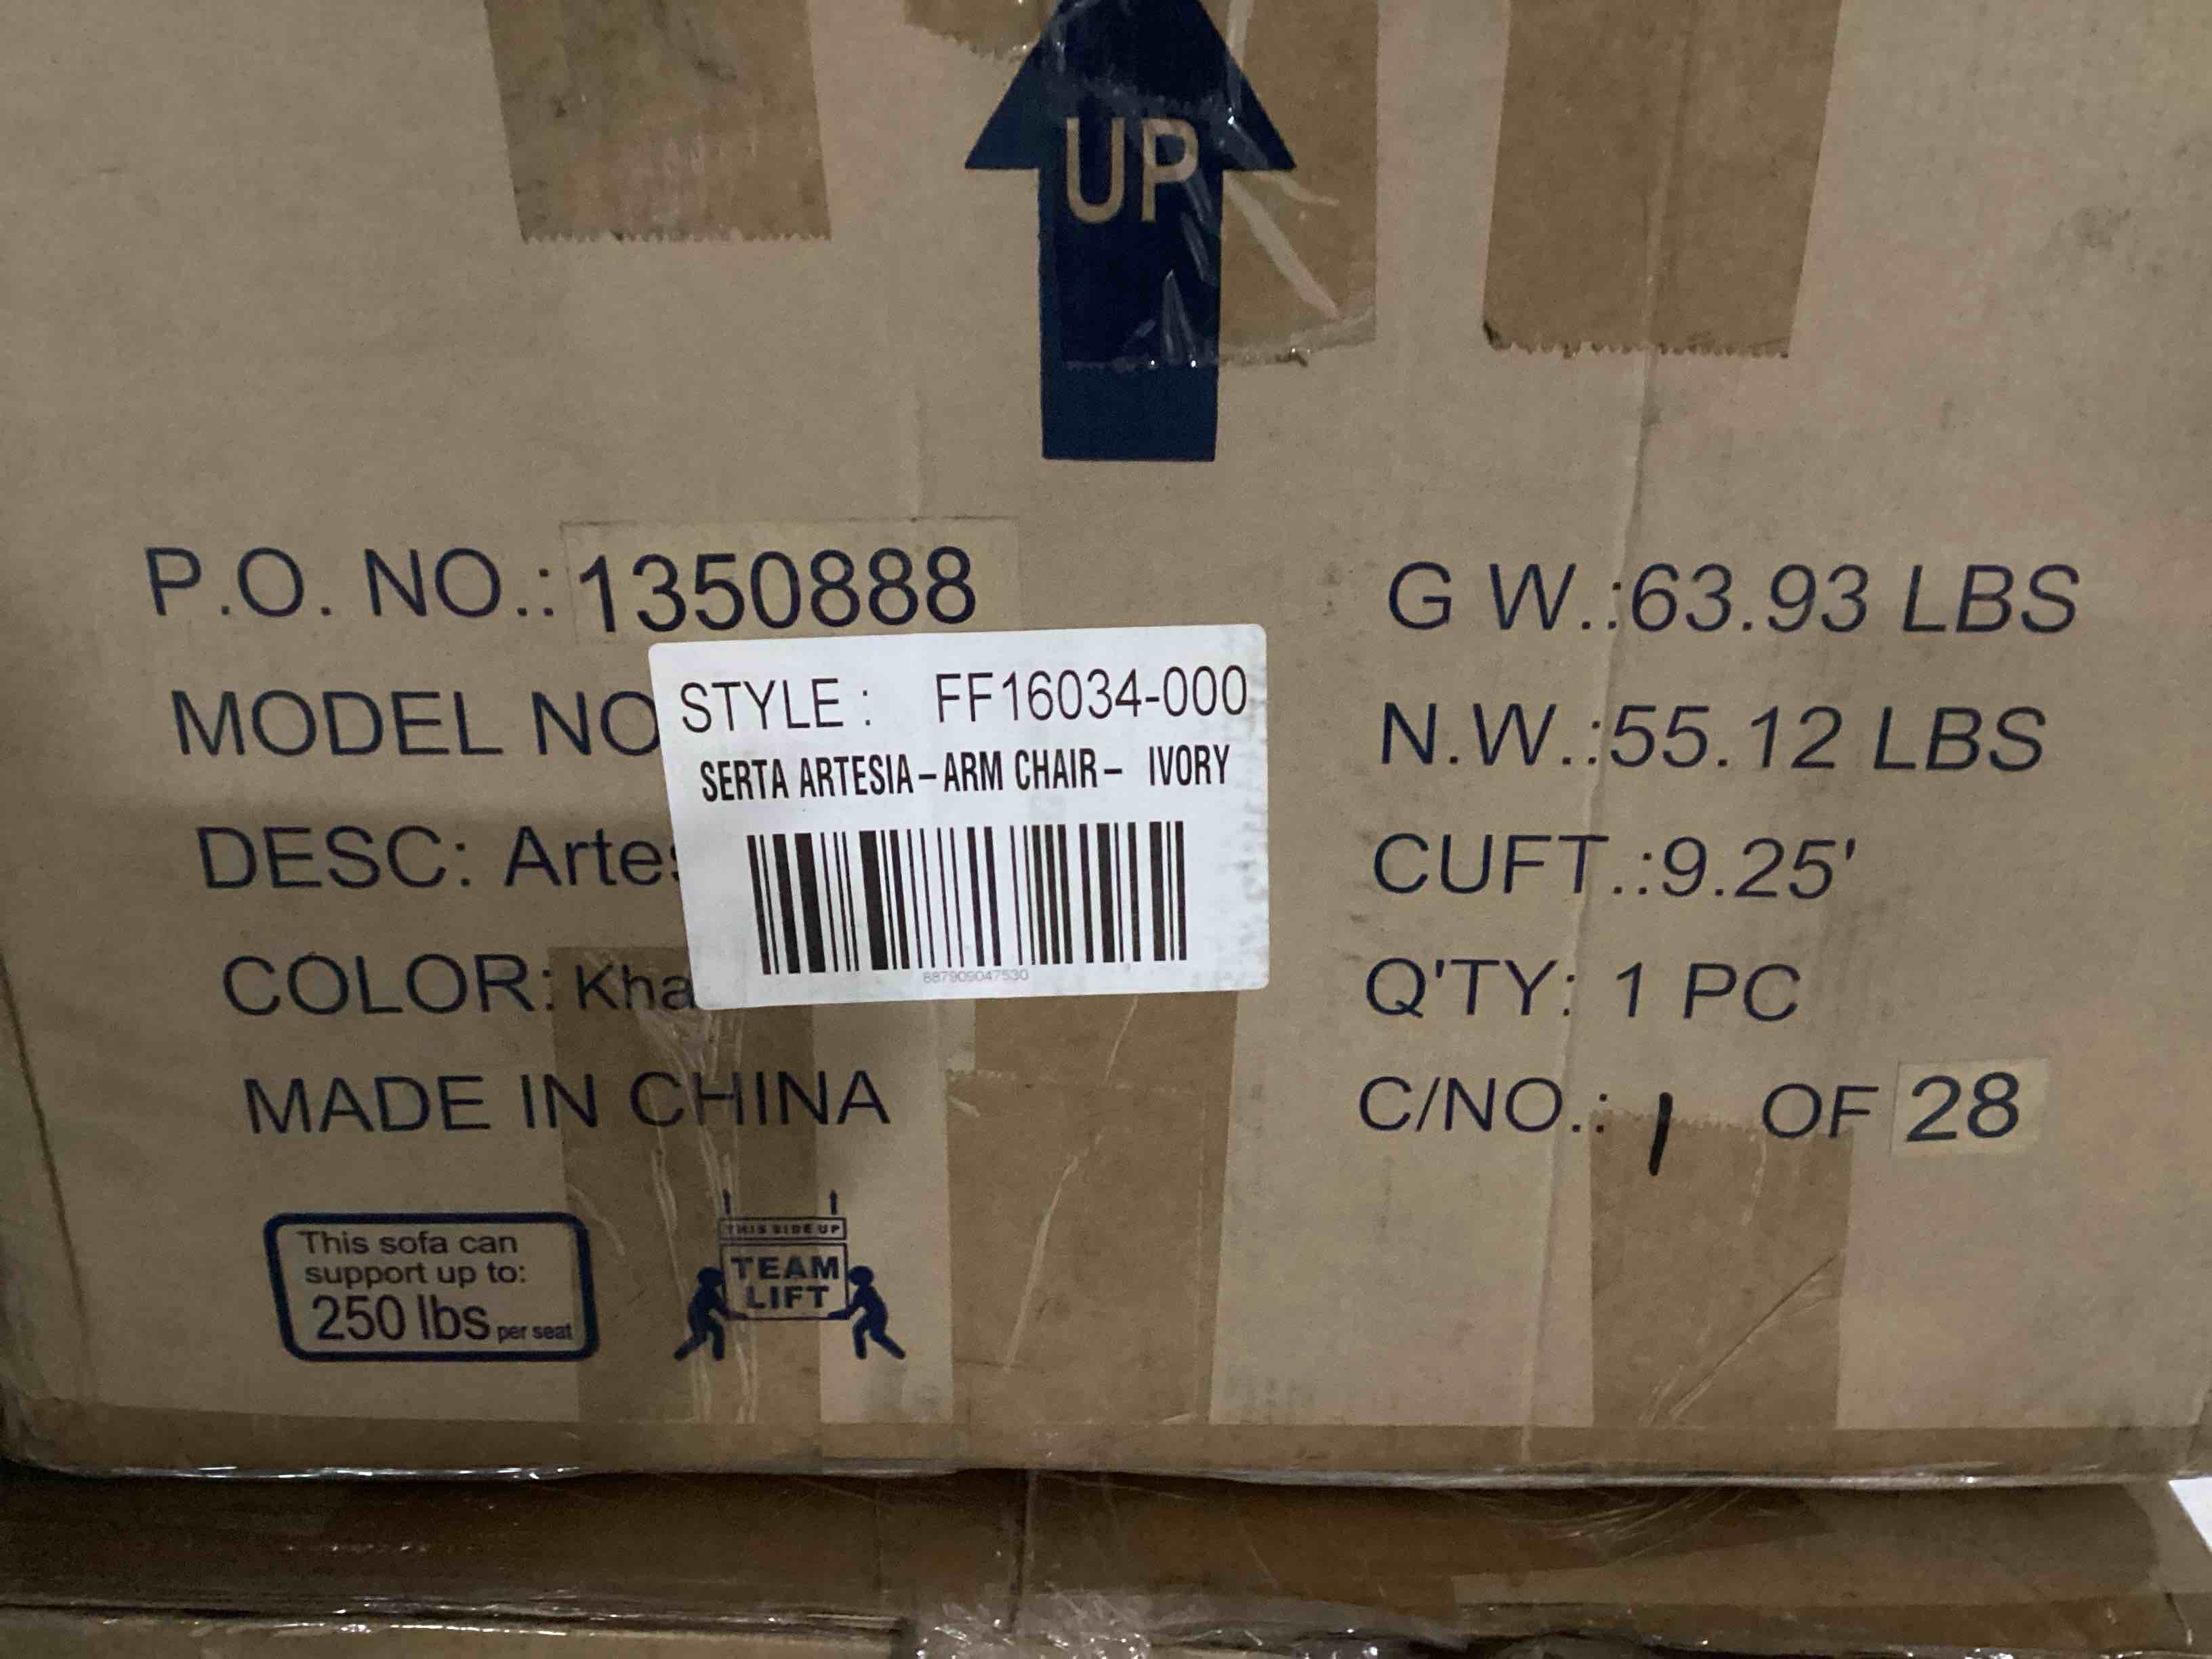 UP
P.O. NO.: 1350888
MODEL NO
DESC: Arte
COLOR: Kha
MADE IN CHINA
STYLE : FF16034-000
SERTA ARTESIA – ARM CHAIR – IVORY
887909047530
G W.:63.93 LBS
N.W.:55.12 LBS
CUFT.:9.25'
Q'TY: 1 PC
C/NO.: 1 OF 28
This sofa can
support up to:
250 lbs per seat
THIS SIDE UP
TEAM
LIFT